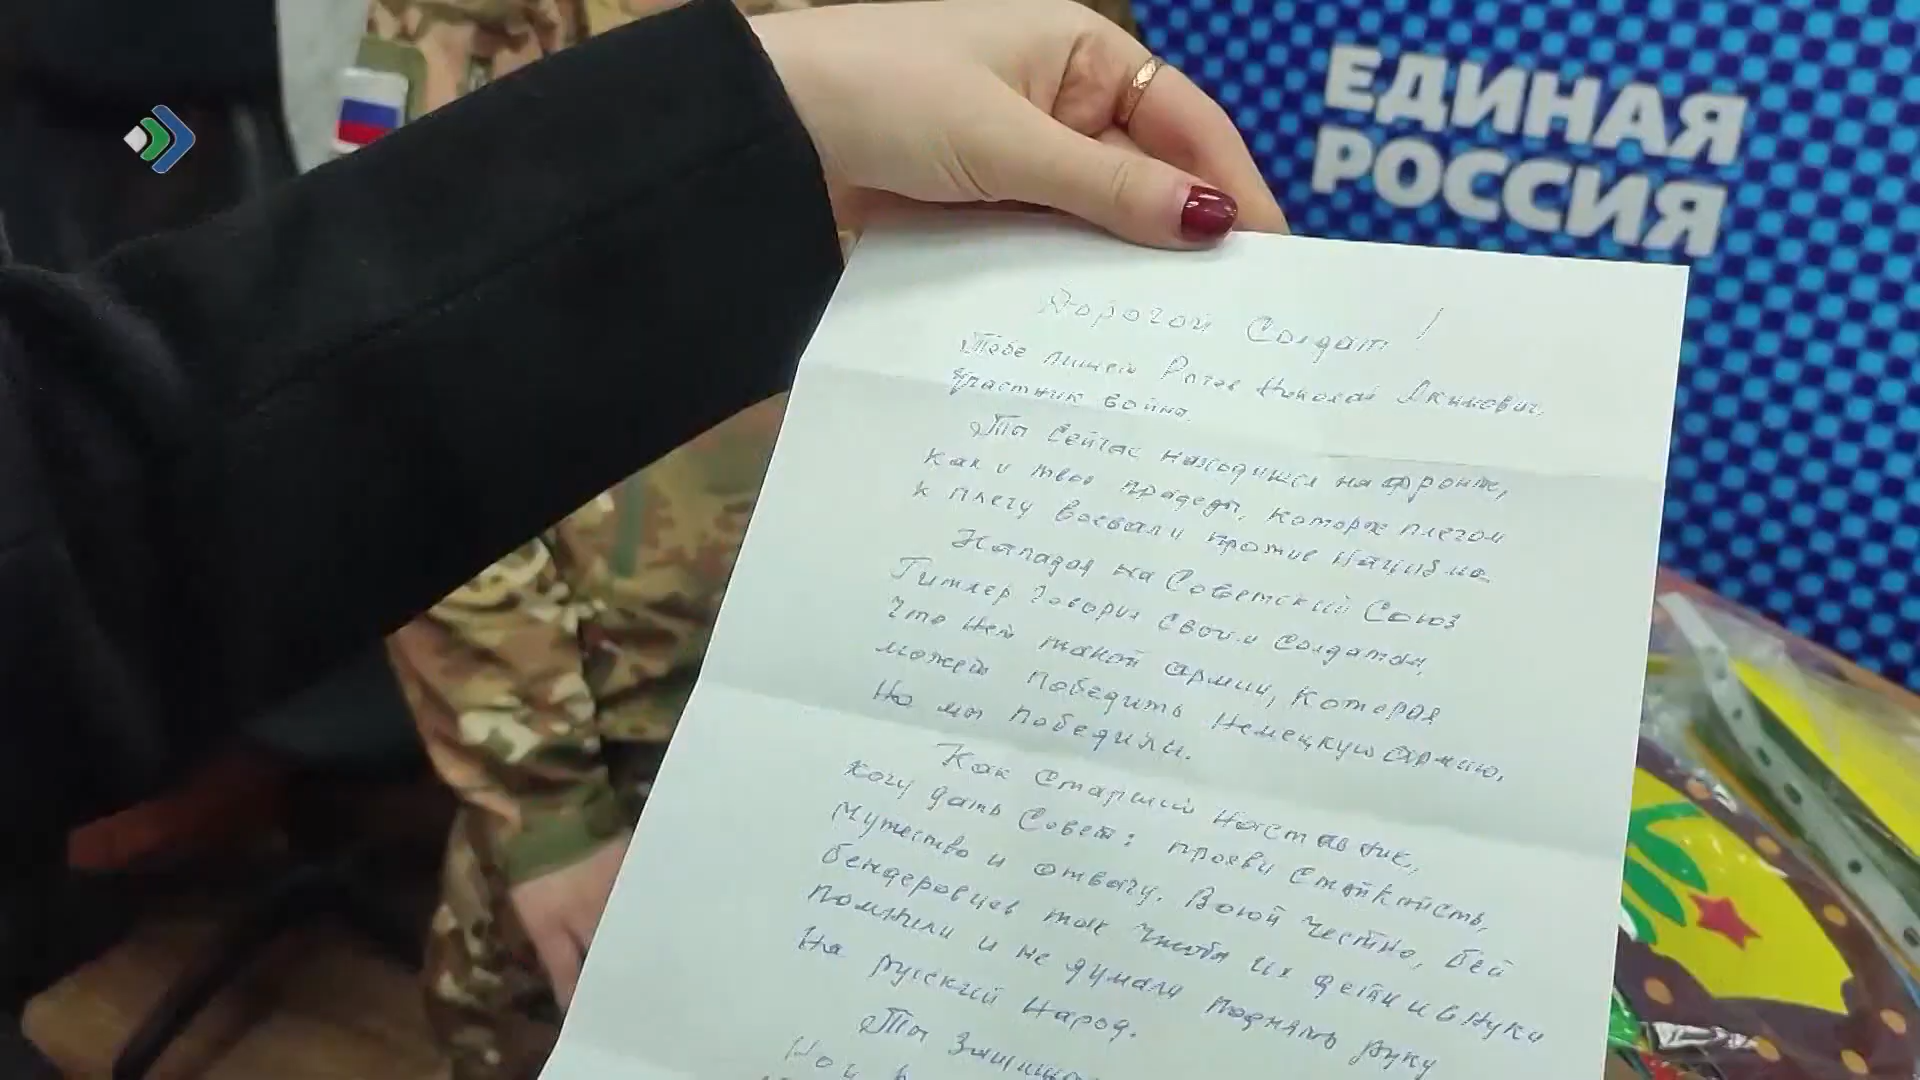 ЕДИНАЯ
РОССИЯ
Дорогой Солдат!
Тебе пишет Николай Акимович,
участник войны.
Ты сейчас находишся на фронте,
как и твои прадеды, которые плечом
к плечу воевали против нацизма.
Нападая на Советский Союз
Гитлер говорил своим солдатам,
что нет такой армии, которая
может победить немецкую армию.
Но мы победили.
Как старший наставник,
хочу дать совет: прояви стойкость,
мужество и отвагу. Воюй честно, бей
бендеровцев так чтобы их дети и внуки
помнили и не думали поднять руку
на русский народ.
Ты